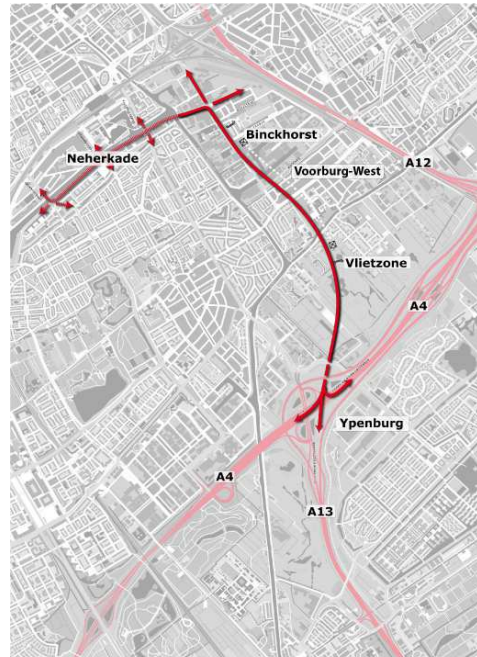 Binckhorst
Neherkade
A12
Voorburg-West
Vlietzone
A4
Ypenburg
A4
A13